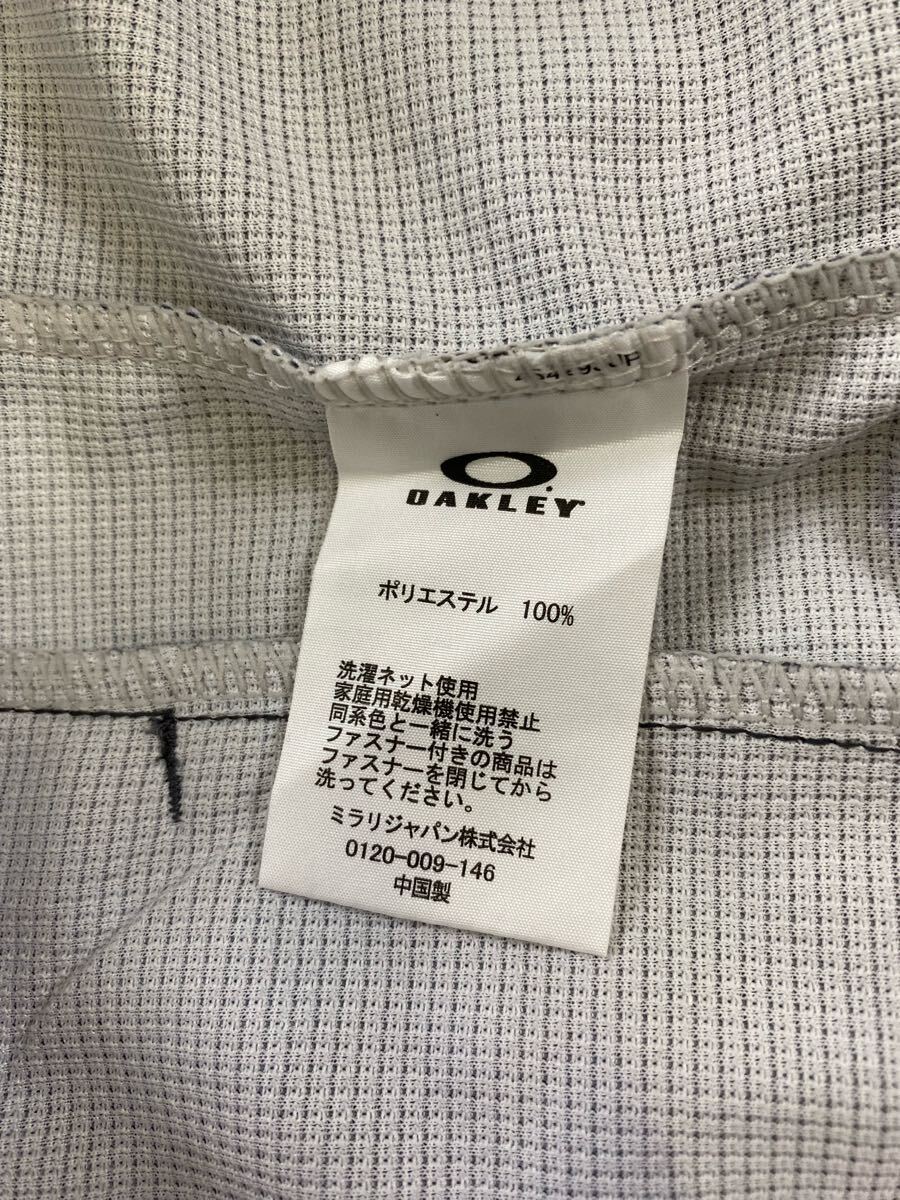 OAKLEY
ポリエステル 100%
洗濯ネット使用
家庭用乾燥機使用禁止
同系色と一緒に洗う
ファスナー付きの商品は
ファスナーを閉じてから
洗ってください。
ミラリジャパン株式会社
0120-009-146
中国製